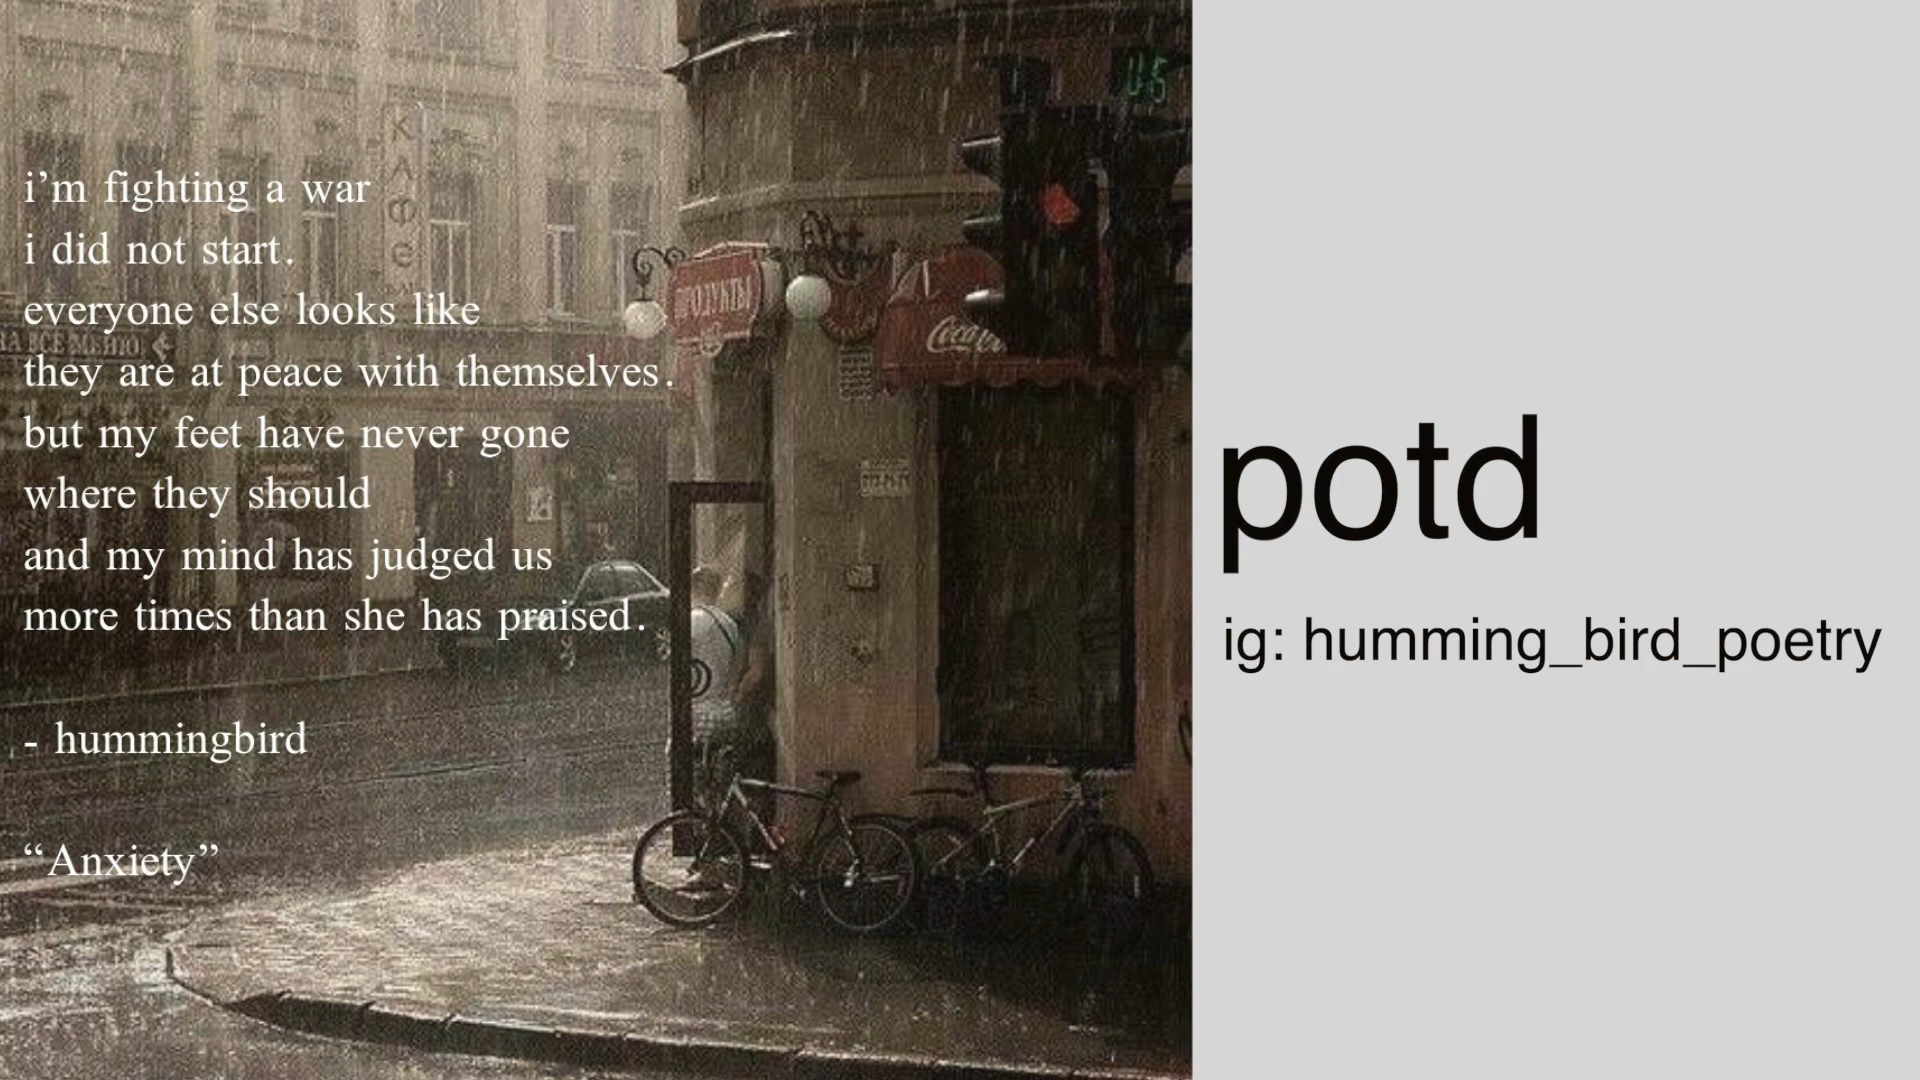 i’m fighting a war
i did not start.
everyone else looks like
they are at peace with themselves.
but my feet have never gone
where they should
and my mind has judged us
more times than she has praised.
- hummingbird
“Anxiety”
potd
ig: humming_bird_poetry
05
Coca